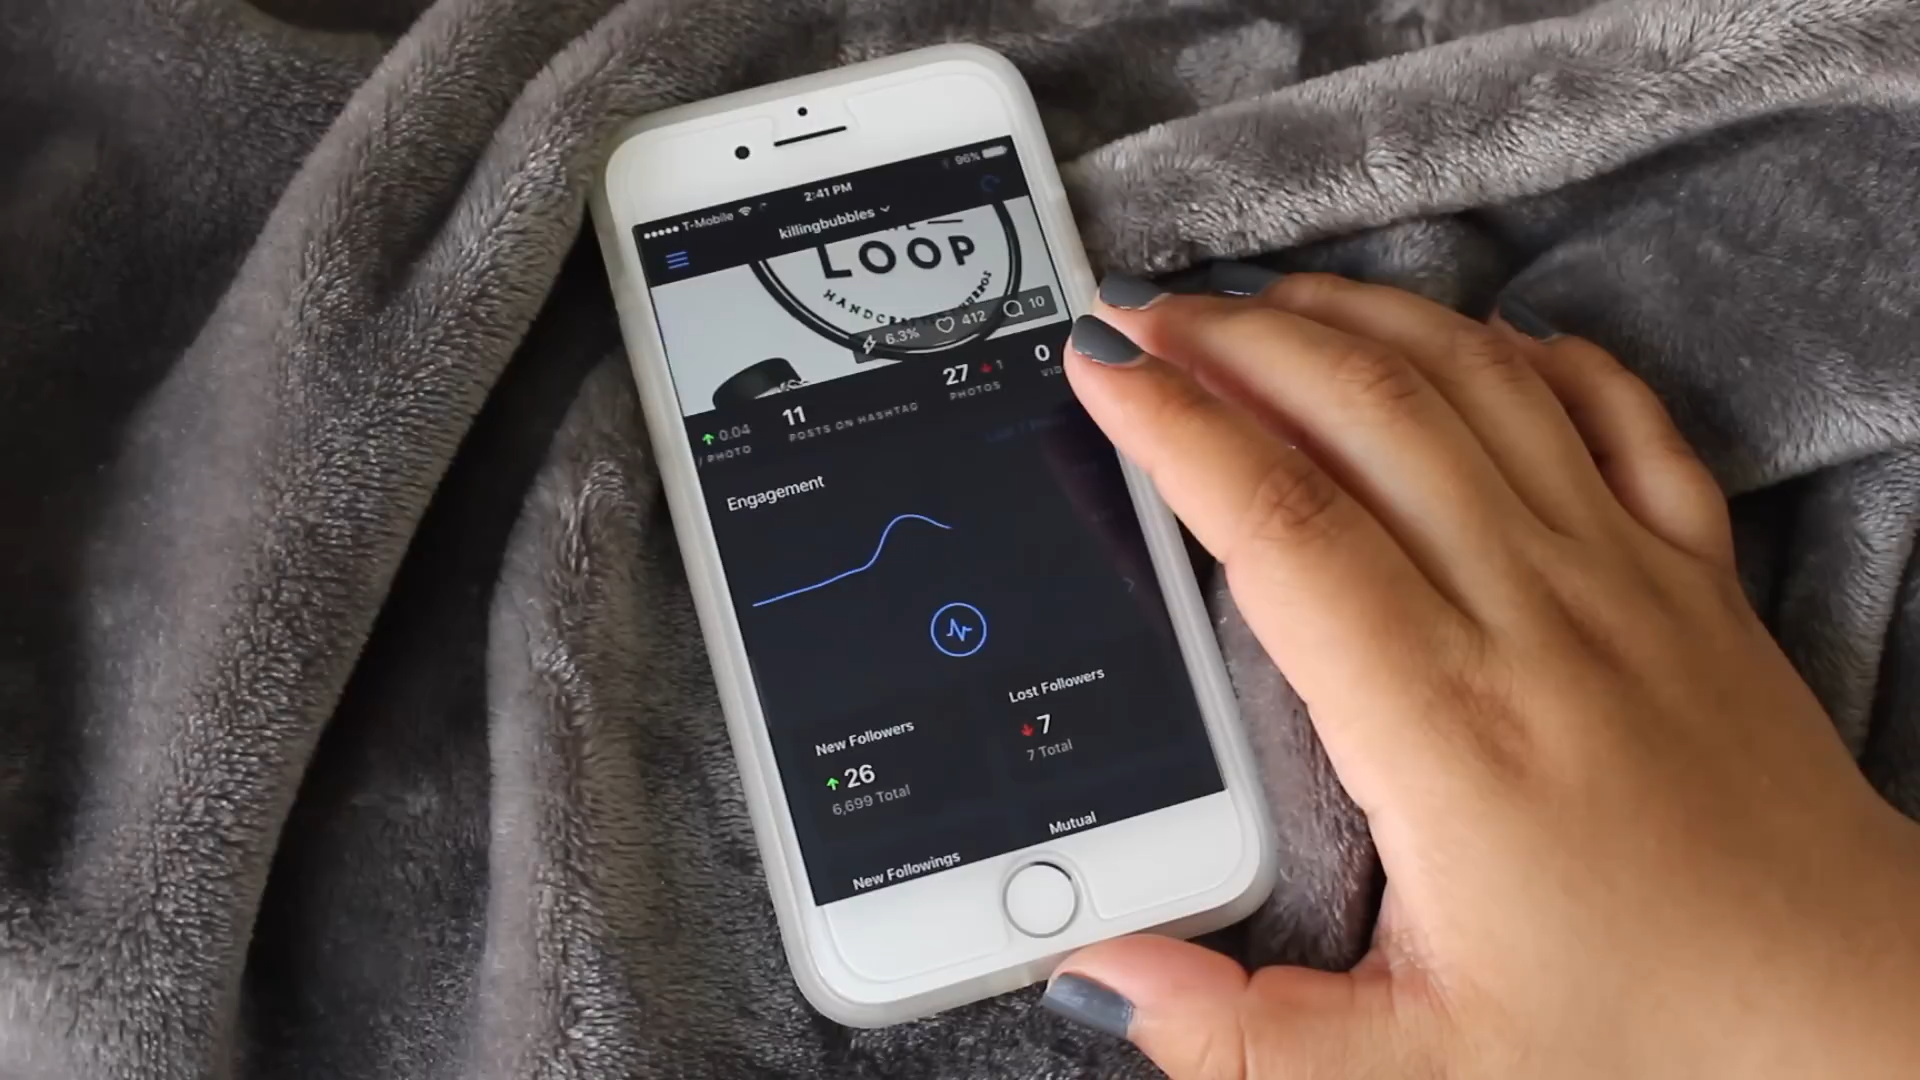 T-Mobile 2:41 PM 96%
killingbubbles
LOOP
6.3% 412 10
0.04 / PHOTO
11 POSTS ON HASHTAG
27 1 PHOTOS
0
Engagement
New Followers
26
6,699 Total
Lost Followers
7
7 Total
New Followings
Mutual